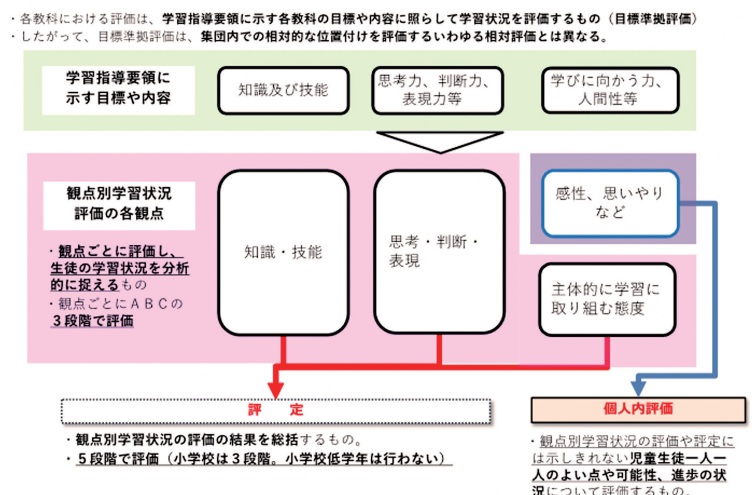 ・各教科における評価は、学習指導要領に示す各教科の目標や内容に照らして学習状況を評価するもの（目標準拠評価）
・したがって、目標準拠評価は、集団内での相対的な位置付けを評価するいわゆる相対評価とは異なる。
学習指導要領に
示す目標や内容
知識及び技能
思考力、判断力、
表現力等
学びに向かう力、
人間性等
観点別学習状況
評価の各観点
・観点ごとに評価し、
生徒の学習状況を分析
的に捉えるもの
・観点ごとにＡＢＣの
３段階で評価
知識・技能
思考・判断・
表現
感性、思いやり
など
主体的に学習に
取り組む態度
評　定
・観点別学習状況の評価の結果を総括するもの。
・５段階で評価（小学校は３段階。小学校低学年は行わない）
個人内評価
・観点別学習状況の評価や評定に
は示しきれない児童生徒一人一
人のよい点や可能性、進歩の状
況について評価するもの。